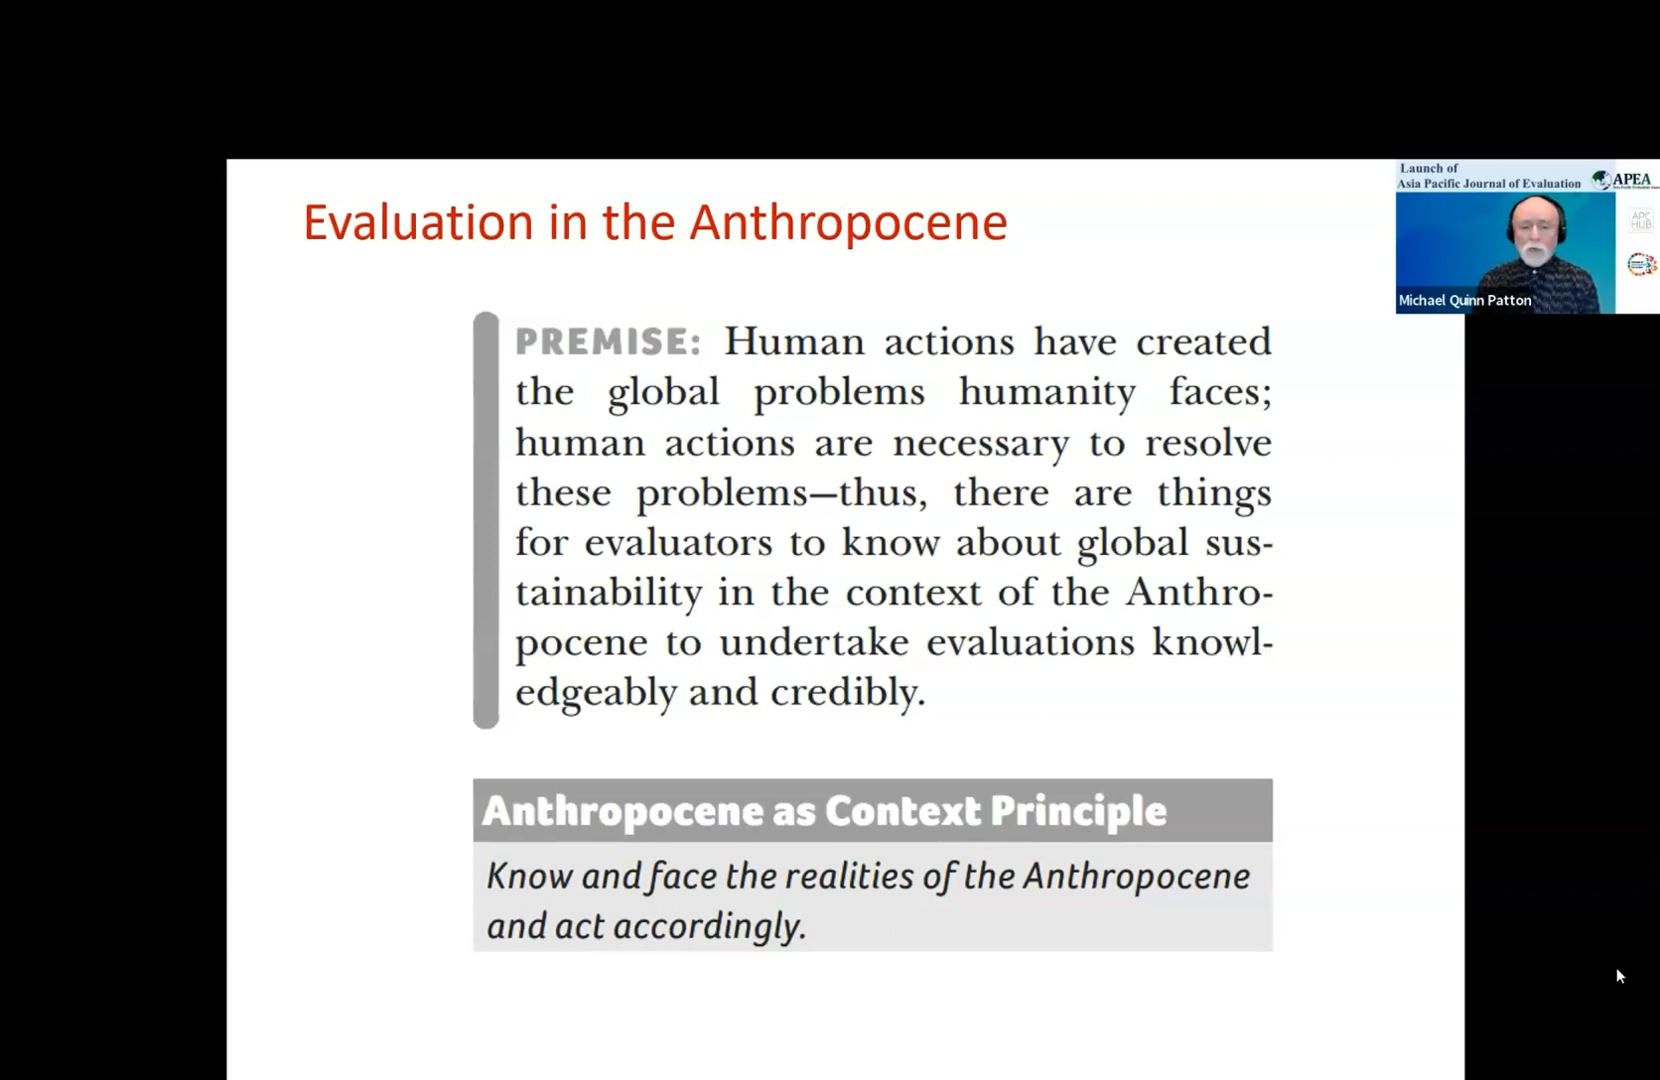 Launch of
Asia Pacific Journal of Evaluation
APEA
APC
HUB
Michael Quinn Patton
Evaluation in the Anthropocene
PREMISE: Human actions have created
the global problems humanity faces;
human actions are necessary to resolve
these problems—thus, there are things
for evaluators to know about global sus-
tainability in the context of the Anthro-
pocene to undertake evaluations knowl-
edgeably and credibly.
Anthropocene as Context Principle
Know and face the realities of the Anthropocene
and act accordingly.